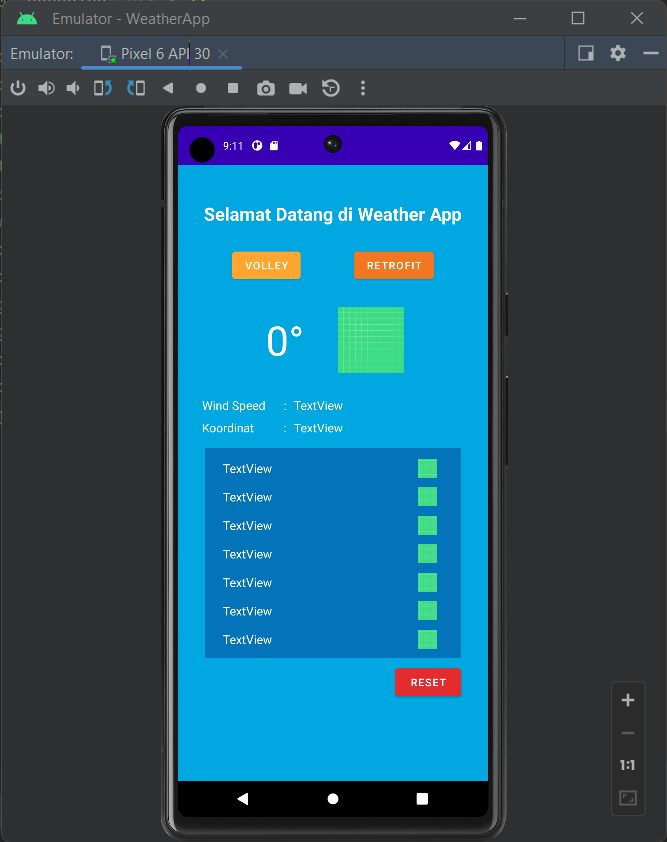 Emulator - WeatherApp
Emulator: Pixel 6 API 30
9:11
Selamat Datang di Weather App
VOLLEY RETROFIT
0°
Wind Speed : TextView
Koordinat : TextView
TextView
TextView
TextView
TextView
TextView
TextView
TextView
RESET
1:1